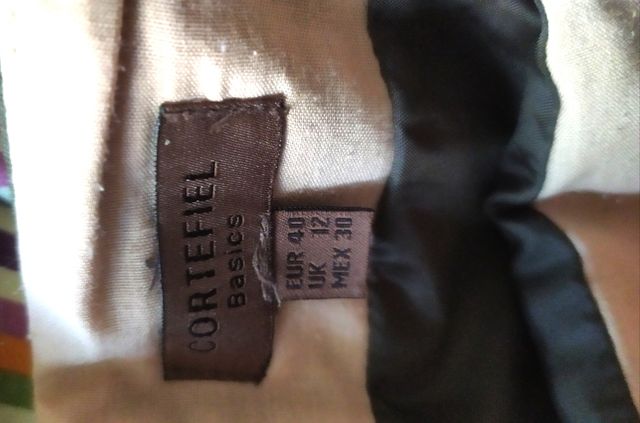 CORTEFIEL
Basics
EUR 40
UK 12
MEX 30